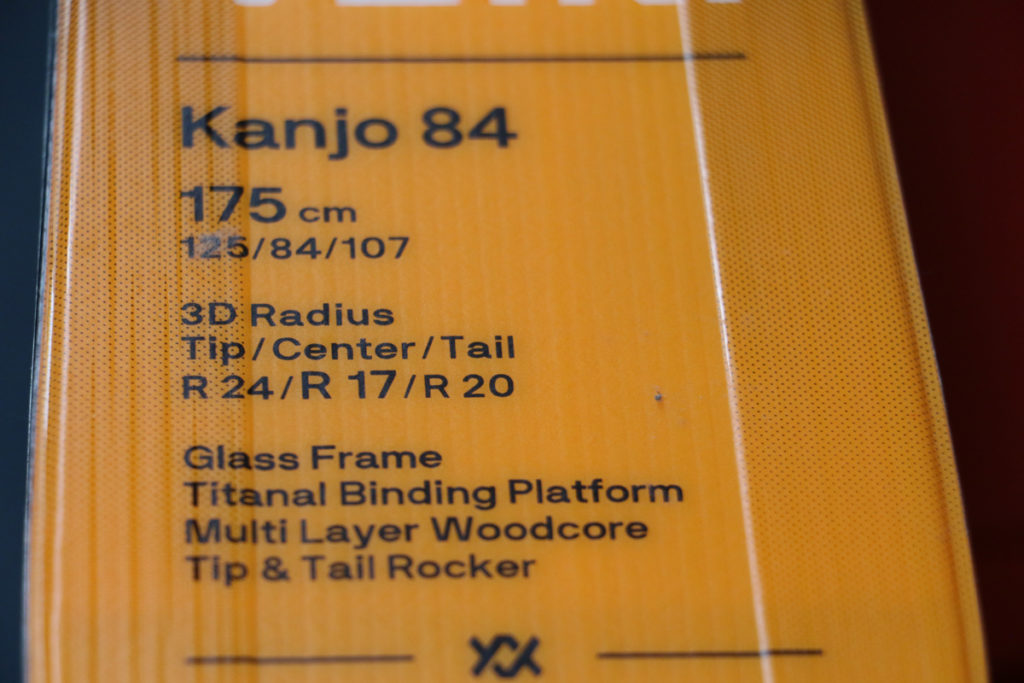 Kanjo 84
175 cm
125/84/107
3D Radius
Tip/Center/Tail
R 24/R 17/R 20
Glass Frame
Titanal Binding Platform
Multi Layer Woodcore
Tip & Tail Rocker